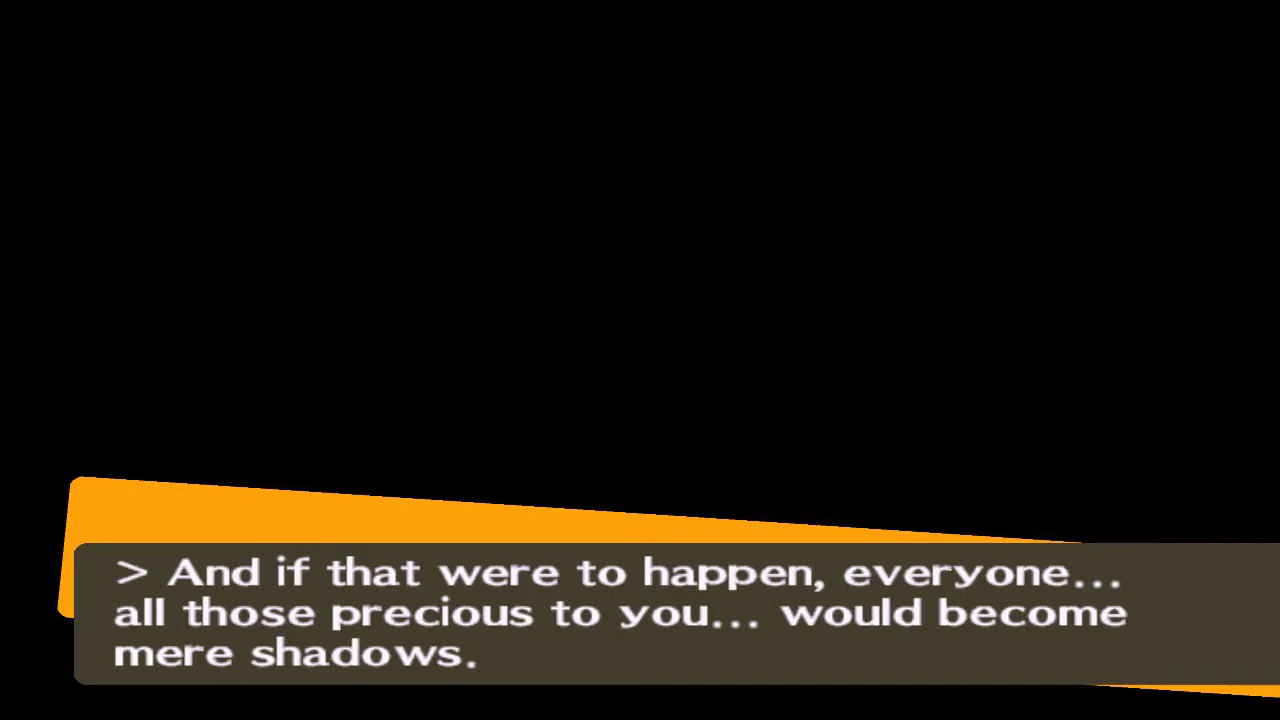 > And if that were to happen, everyone...
all those precious to you... would become
mere shadows.